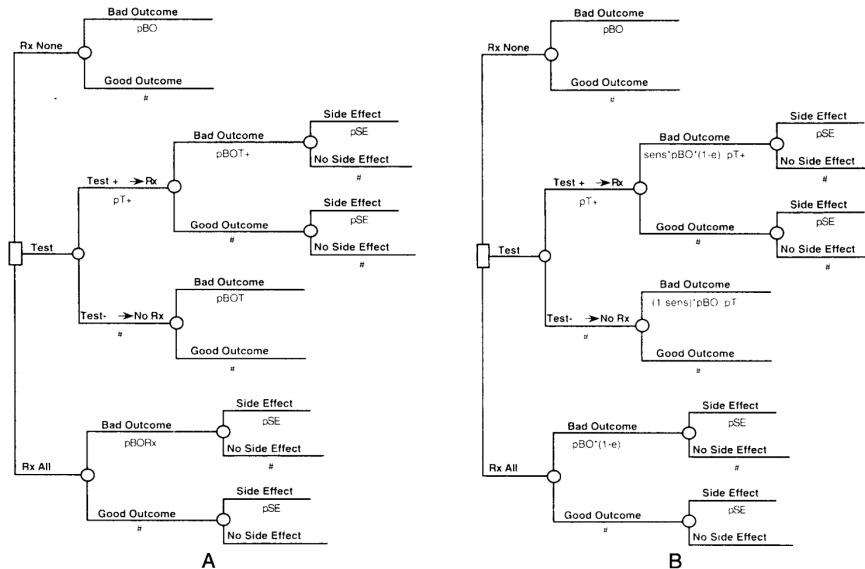 Bad Outcome
pBO
Rx None
Good Outcome
#
Side Effect
pSE
Bad Outcome
pBOT+
No Side Effect
#
Test + → Rx
pT+
Side Effect
pSE
Good Outcome
#
No Side Effect
#
Test
Bad Outcome
pBOT
Test- → No Rx
#
Good Outcome
#
Side Effect
pSE
Bad Outcome
pBORx
No Side Effect
#
Rx All
Side Effect
pSE
Good Outcome
#
No Side Effect
A
Bad Outcome
pBO
Rx None
Good Outcome
#
Side Effect
pSE
Bad Outcome
sens*pBO*(1-e) pT+
No Side Effect
#
Test + → Rx
pT+
Side Effect
pSE
Good Outcome
#
No Side Effect
#
Test
Bad Outcome
(1 sens)*pBO pT
Test- → No Rx
#
Good Outcome
#
Side Effect
pSE
Bad Outcome
pBO*(1-e)
No Side Effect
#
Rx All
Side Effect
pSE
Good Outcome
#
No Side Effect
B